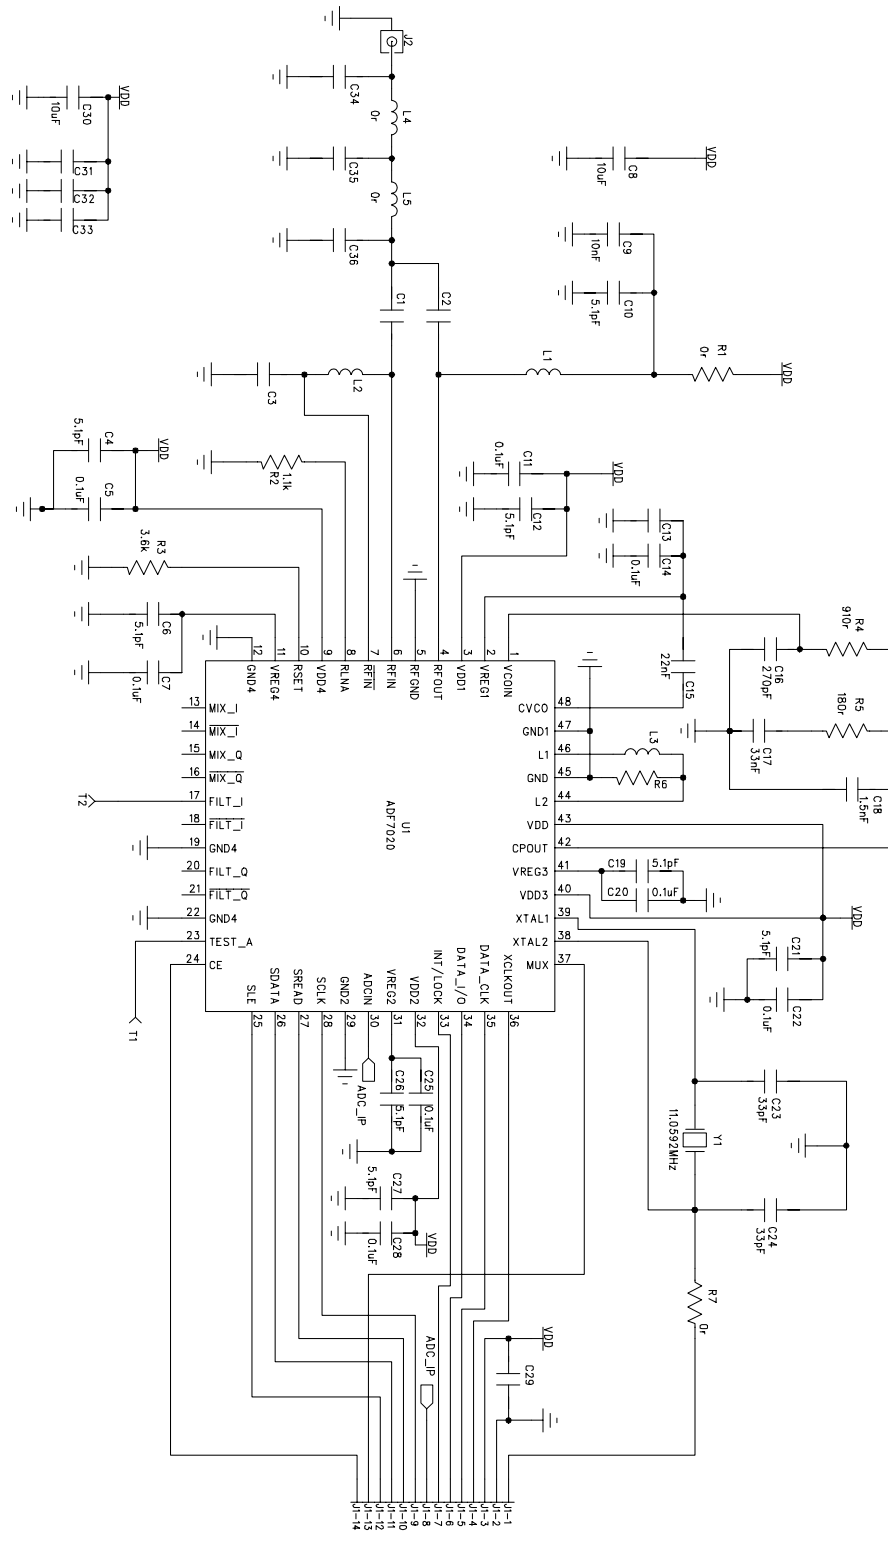 J2
C34
L4
0r
C35
L5
0r
C36
VDD
C30
10uF
C31
C32
C33
VDD
C8
10uF
C9
10nF
C10
5.1pF
C1
C2
L1
R1
0r
VDD
L2
C3
VDD
C4
5.1pF
C5
0.1uF
R2
1.1k
C11
0.1uF
VDD
C12
5.1pF
C13
C14
0.1uF
R3
3.6k
C6
5.1pF
C7
0.1uF
C15
22nF
R4
910r
C16
270pF
R5
180r
C17
33nF
C18
1.5nF
12 11 10 9 8 7 6 5 4 3 2 1
GND4
VREG4
RSET
VDD4
RLNA
RFIN
RFIN
RFGND
RFOUT
VDD1
VREG1
VCOIN
13 MIX_I
14 MIX_I
15 MIX_Q
16 MIX_Q
17 FILT_I
18 FILT_I
19 GND4
20 FILT_Q
21 FILT_Q
22 GND4
23 TEST_A
24 CE
T2
T1
U1
ADF7020
CVCO 48
GND1 47
L1 46
GND 45
L2 44
VDD 43
CPOUT 42
VREG3 41
VDD3 40
XTAL1 39
XTAL2 38
MUX 37
L3
R6
C19 5.1pF
C20 0.1uF
VDD
C21
5.1pF
C22
0.1uF
SLE
SDATA
SREAD
SCLK
GND2
ADCIN
VREG2
VDD2
INT/LOCK
DATA_I/O
DATA_CLK
XCLKOUT
25 26 27 28 29 30 31 32 33 34 35 36
ADC_IP
C26
5.1pF
C25
0.1uF
C27
5.1pF
C28
0.1uF
VDD
C23
33pF
Y1
11.0592MHz
C24
33pF
R7
0r
ADC_IP
VDD
C29
J1-14
J1-13
J1-12
J1-11
J1-10
J1-9
J1-8
J1-7
J1-6
J1-5
J1-4
J1-3
J1-2
J1-1